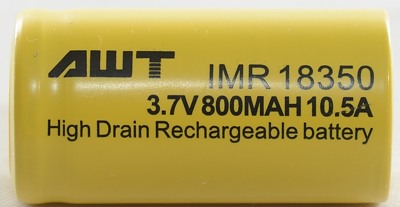 AWT IMR 18350
3.7V 800MAH 10.5A
High Drain Rechargeable battery